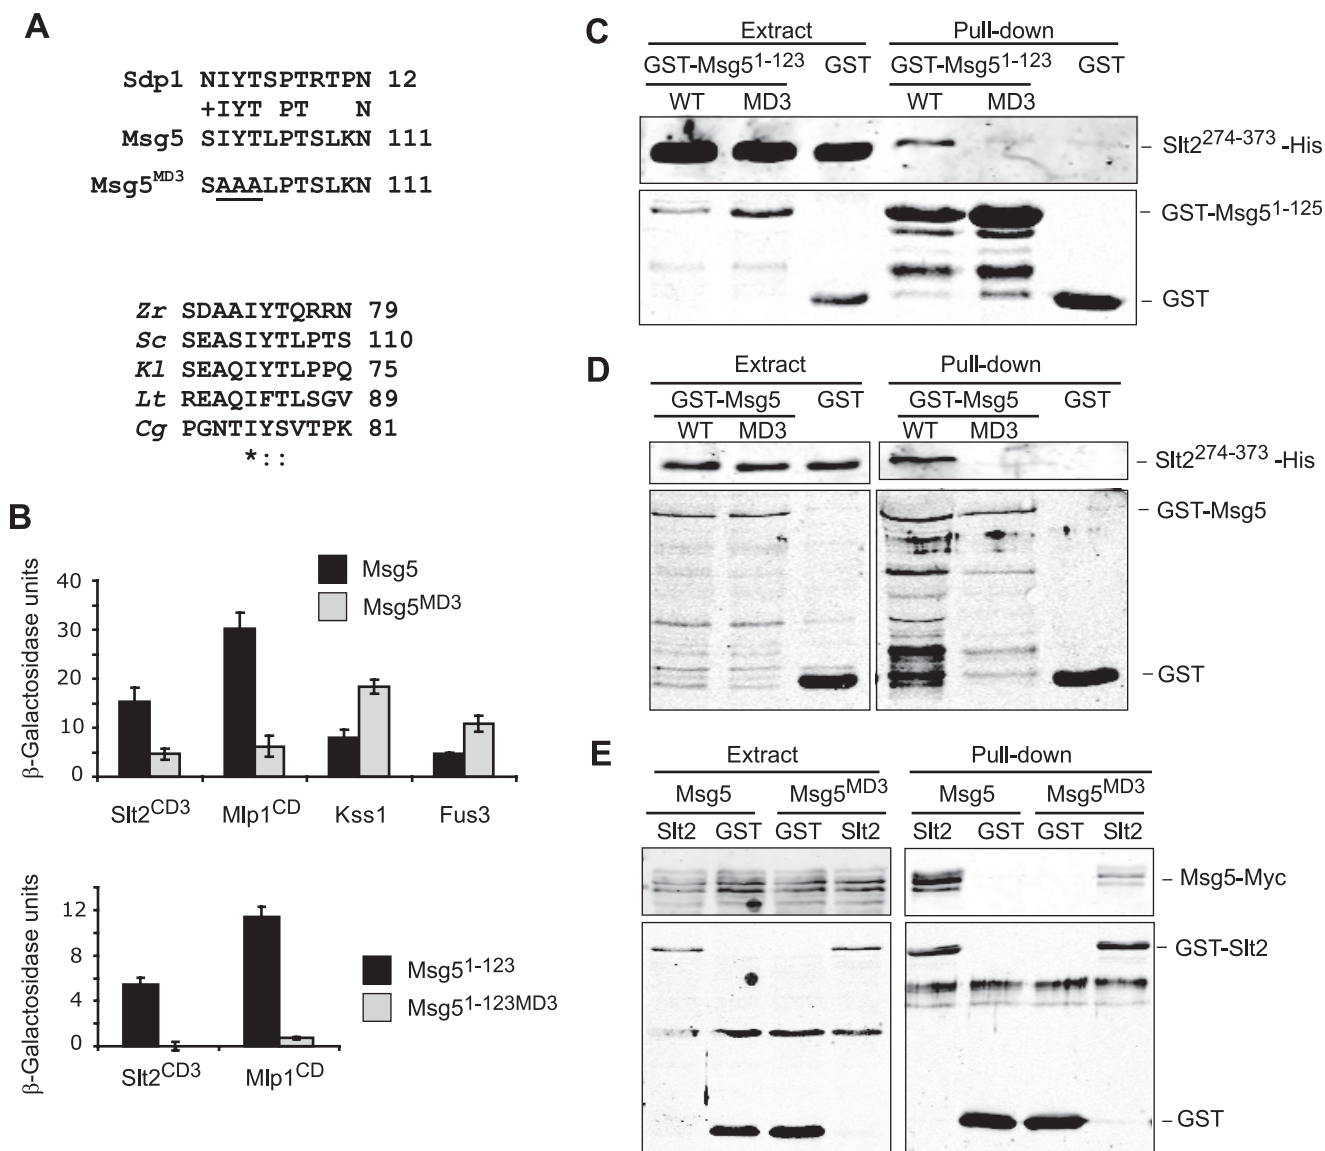 A
Sdp1 NIYTSPTRTPN 12
+IYT PT N
Msg5 SIYTLPTSLKN 111
Msg5MD3 SAAALPTSLKN 111
Zr SDAAIYTQRRN 79
Sc SEASIYTLPTS 110
Kl SEAQIYTLPPQ 75
Lt REAQIFTLSGV 89
Cg PGNTIYSVTPK 81
*::
B
β-Galactosidase units
40
30
20
10
0
Msg5
Msg5MD3
Slt2CD3 Mlp1CD Kss1 Fus3
β-Galactosidase units
12
8
4
0
Msg51-123
Msg51-123MD3
Slt2CD3 Mlp1CD
C
Extract Pull-down
GST-Msg51-123 GST GST-Msg51-123 GST
WT MD3 WT MD3
Slt2274-373-His
GST-Msg51-125
GST
D
Extract Pull-down
GST-Msg5 GST GST-Msg5 GST
WT MD3 WT MD3
Slt2274-373-His
GST-Msg5
GST
E
Extract Pull-down
Msg5 Msg5MD3 Msg5 Msg5MD3
Slt2 GST GST Slt2 Slt2 GST GST Slt2
Msg5-Myc
GST-Slt2
GST